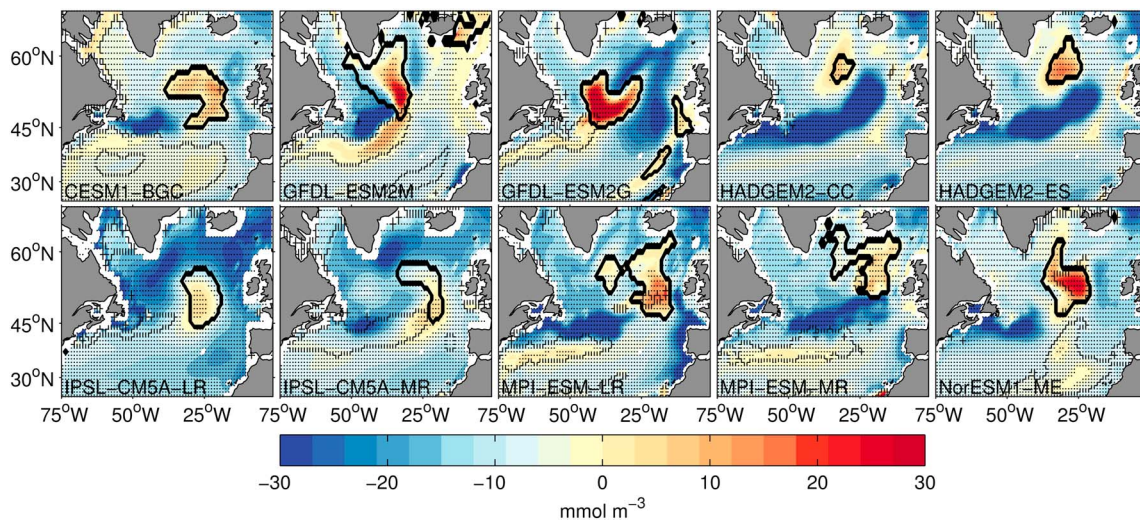 60°N
45°N
30°N
CESM1−BGC
GFDL−ESM2M
GFDL−ESM2G
HADGEM2−CC
HADGEM2−ES
60°N
45°N
30°N
IPSL−CM5A−LR
IPSL−CM5A−MR
MPI−ESM−LR
MPI−ESM−MR
NorESM1−ME
75°W 50°W 25°W 75°W 50°W 25°W 75°W 50°W 25°W 75°W 50°W 25°W 75°W 50°W 25°W
−30 −20 −10 0 10 20 30
mmol m⁻³